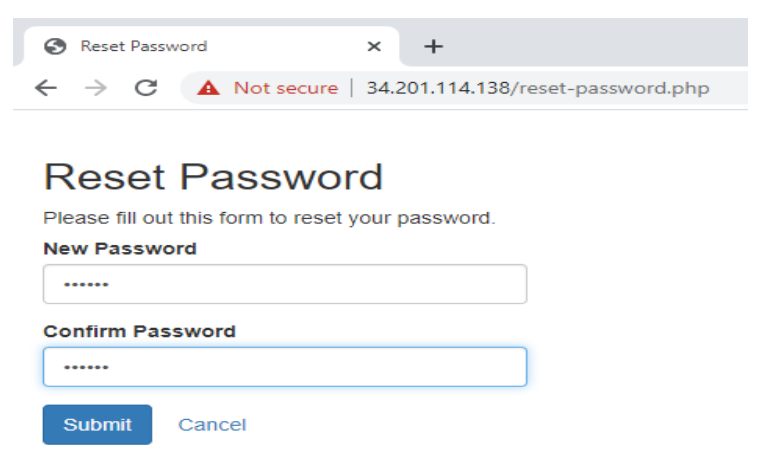 Reset Password
Not secure | 34.201.114.138/reset-password.php
Reset Password
Please fill out this form to reset your password.
New Password
••••••
Confirm Password
••••••
Submit Cancel